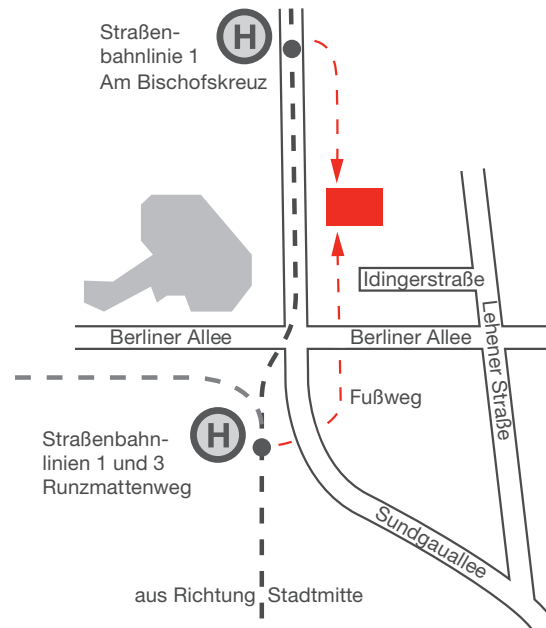 Straßen-
bahnlinie 1
Am Bischofskreuz
H
Idingerstraße
Lehener Straße
Berliner Allee
Berliner Allee
Fußweg
H
Straßenbahn-
linien 1 und 3
Runzmattenweg
Sundgauallee
aus Richtung Stadtmitte